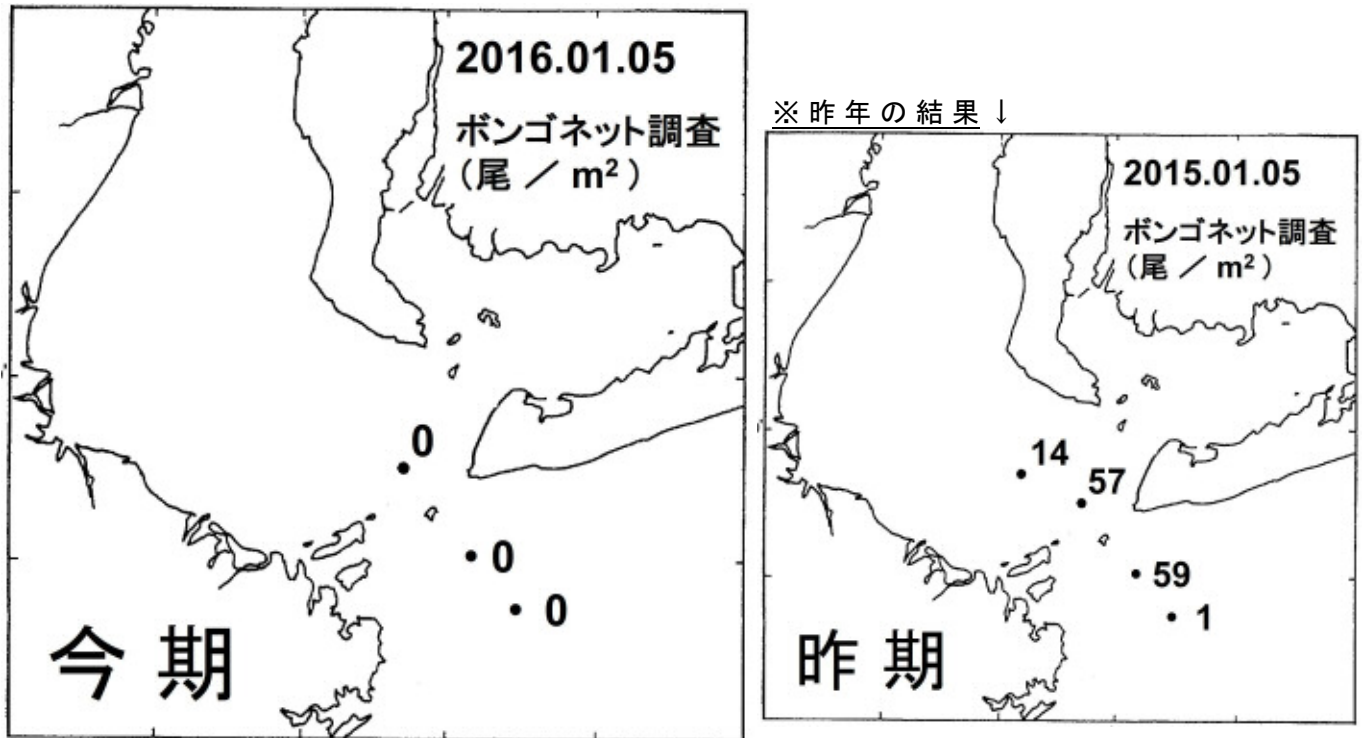 2016.01.05
ボンゴネット調査
(尾 / m²)
0
0
0
今期
※昨年の結果↓
2015.01.05
ボンゴネット調査
(尾 / m²)
14
57
59
1
昨期